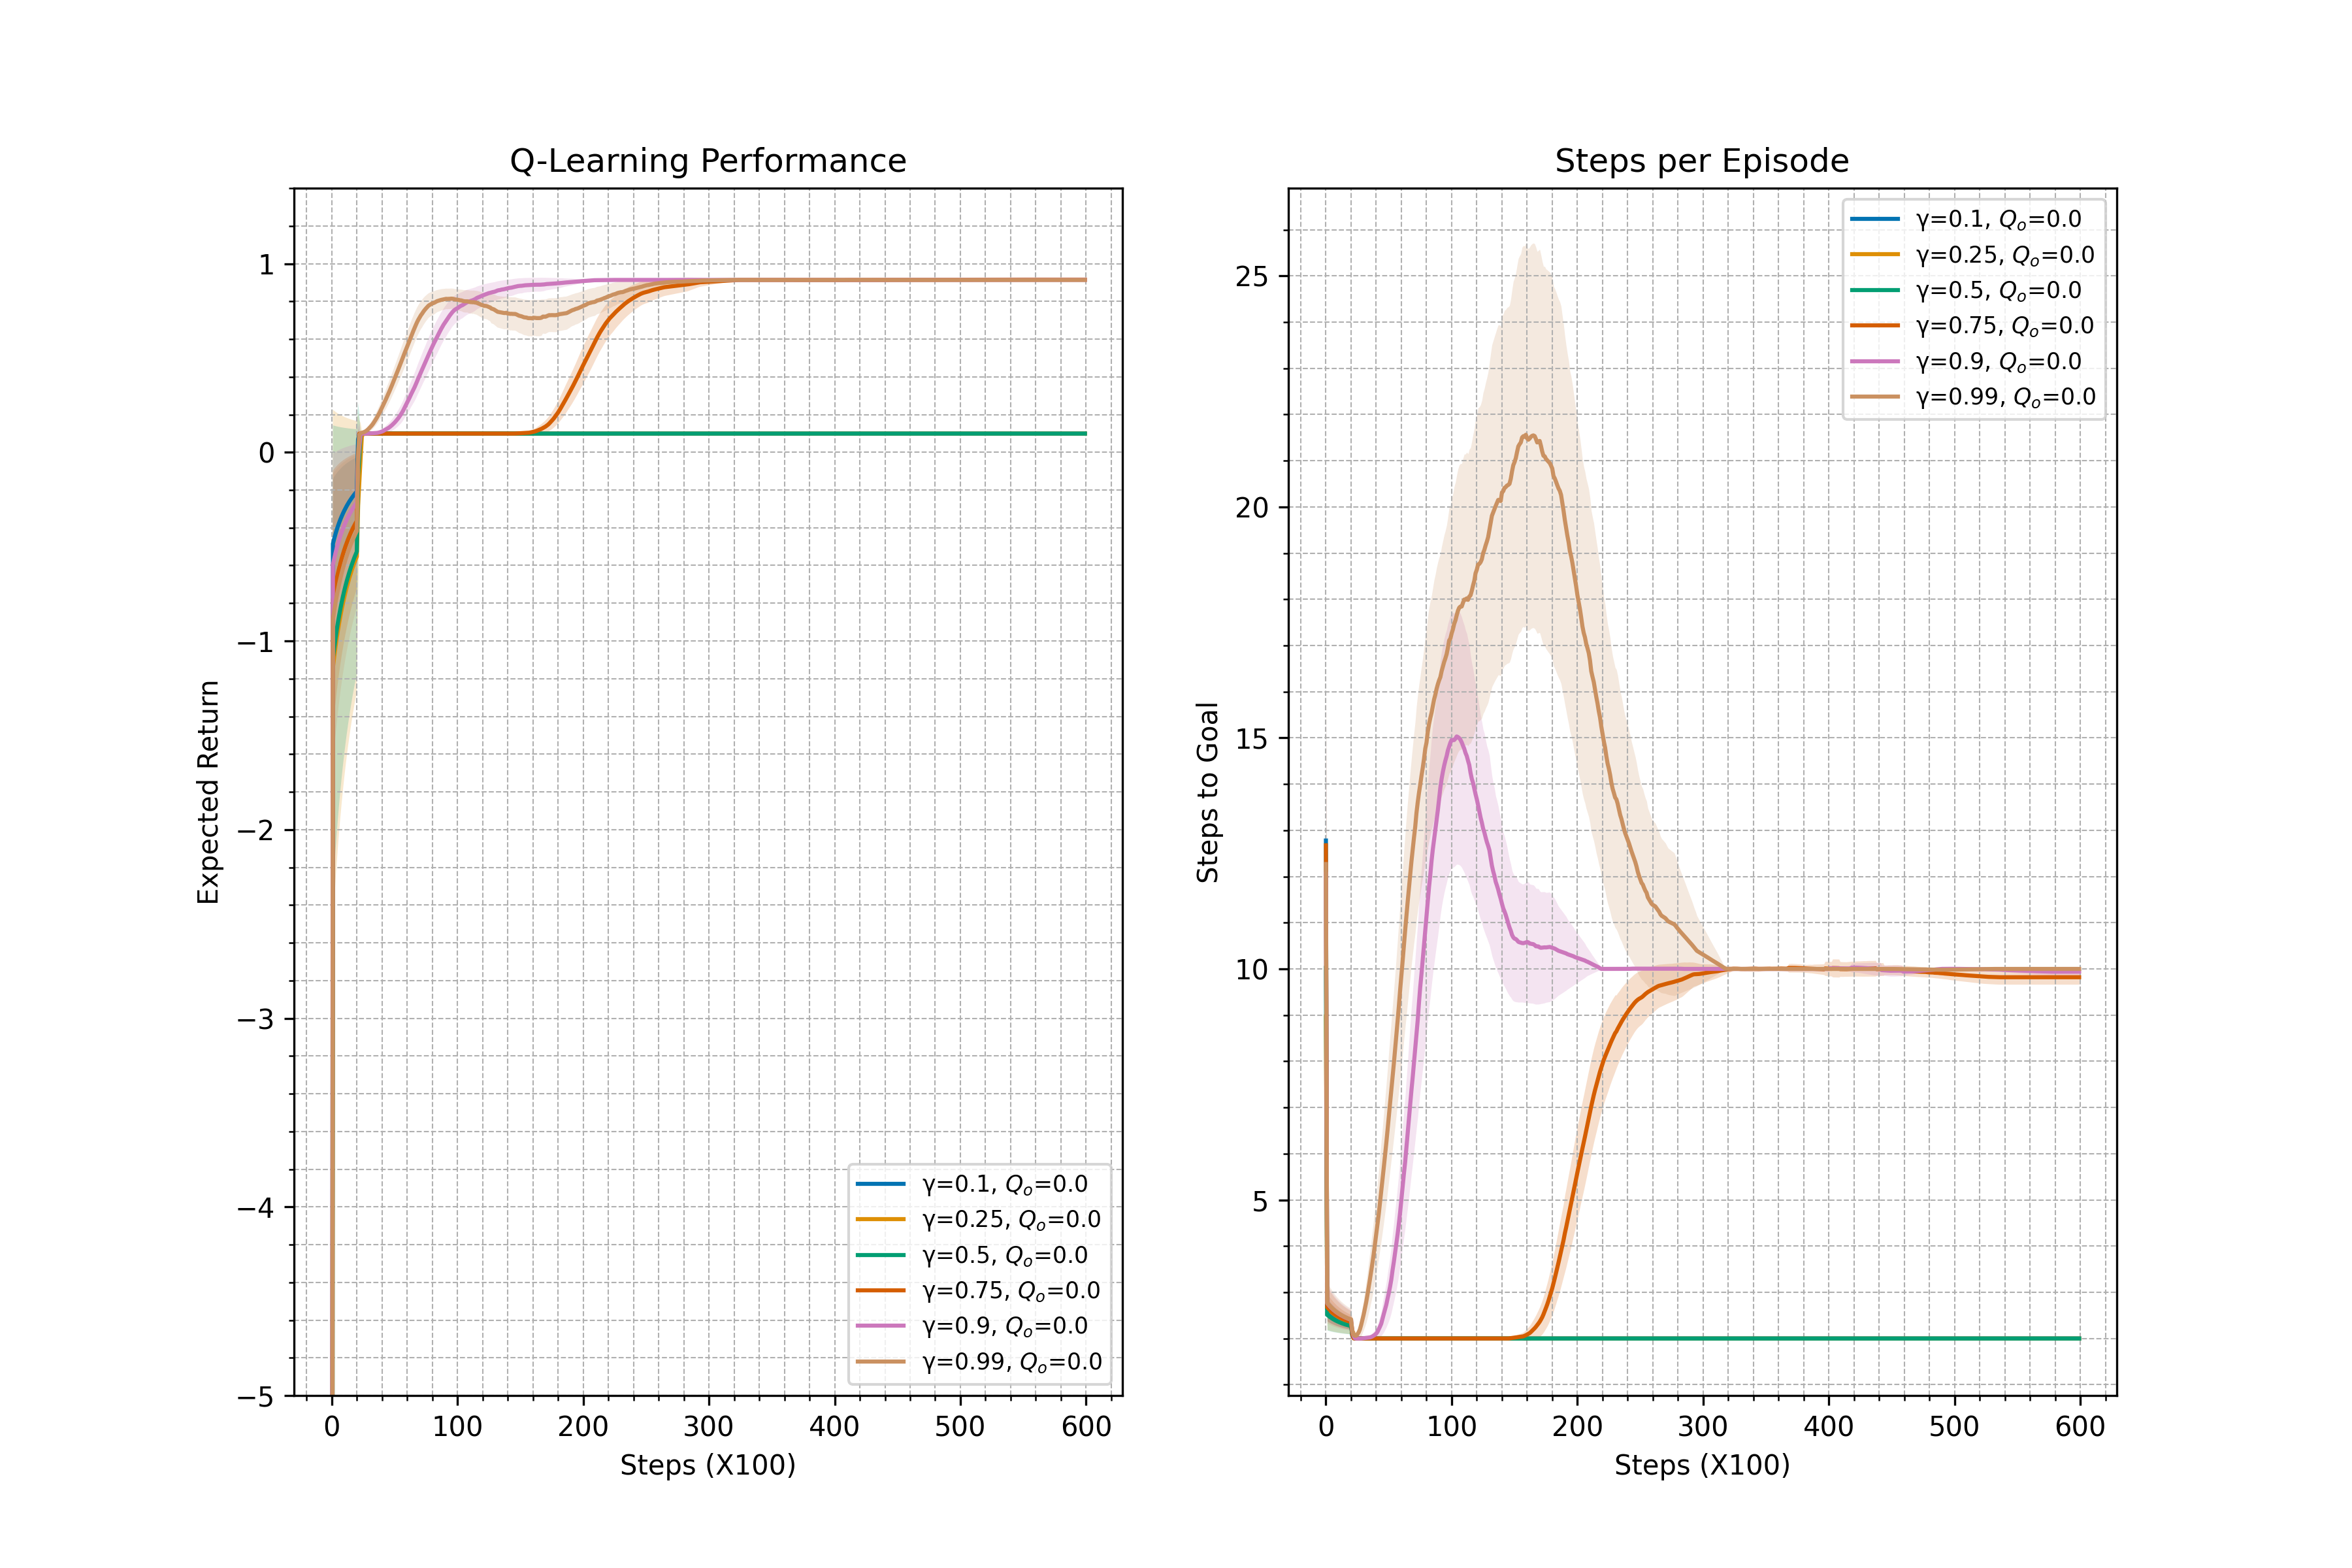 Q-Learning Performance
1
0
−1
−2
−3
−4
−5
Expected Return
0 100 200 300 400 500 600
Steps (X100)
γ=0.1, Qo=0.0
γ=0.25, Qo=0.0
γ=0.5, Qo=0.0
γ=0.75, Qo=0.0
γ=0.9, Qo=0.0
γ=0.99, Qo=0.0
Steps per Episode
25
20
15
10
5
Steps to Goal
0 100 200 300 400 500 600
Steps (X100)
γ=0.1, Qo=0.0
γ=0.25, Qo=0.0
γ=0.5, Qo=0.0
γ=0.75, Qo=0.0
γ=0.9, Qo=0.0
γ=0.99, Qo=0.0